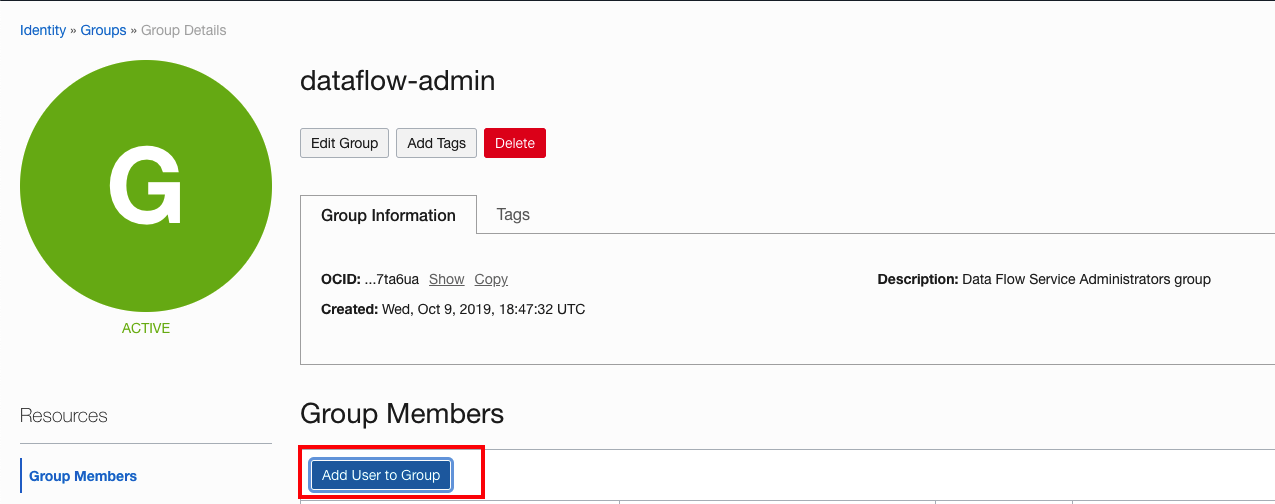 Identity » Groups » Group Details
G
ACTIVE
dataflow-admin
Edit Group Add Tags Delete
Group Information Tags
OCID: ...7ta6ua Show Copy Description: Data Flow Service Administrators group
Created: Wed, Oct 9, 2019, 18:47:32 UTC
Resources
Group Members
Group Members
Add User to Group